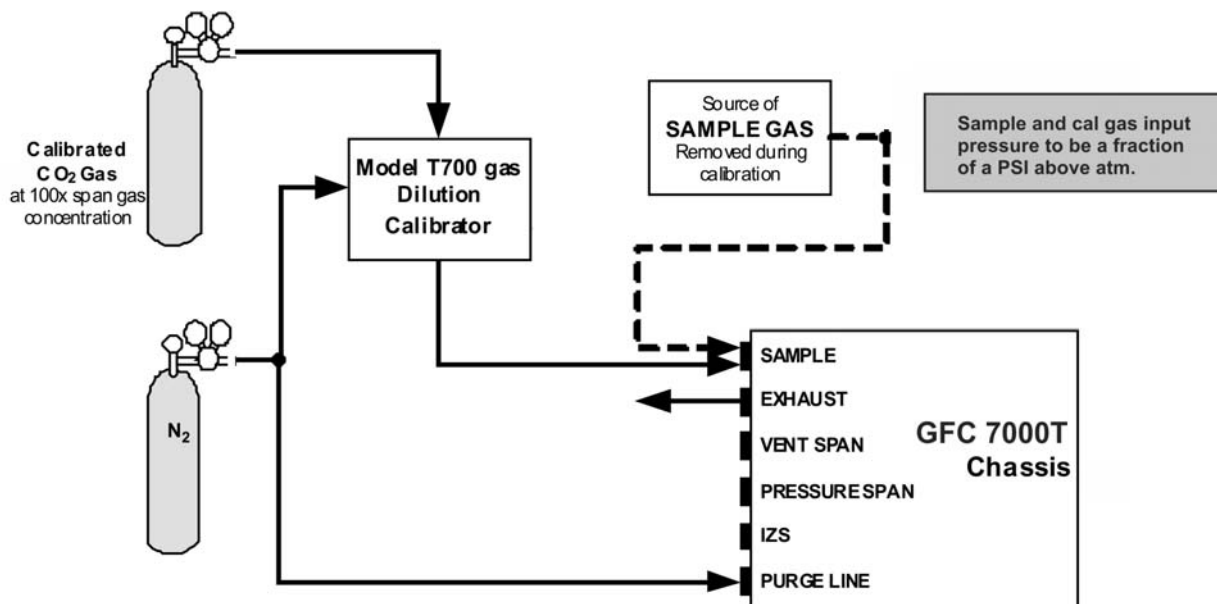 Calibrated
CO2 Gas
at 100x span gas
concentration
Model T700 gas
Dilution
Calibrator
Source of
SAMPLE GAS
Removed during
calibration
Sample and cal gas input
pressure to be a fraction
of a PSI above atm.
N2
SAMPLE
EXHAUST
VENT SPAN
PRESSURE SPAN
IZS
PURGE LINE
GFC 7000T
Chassis